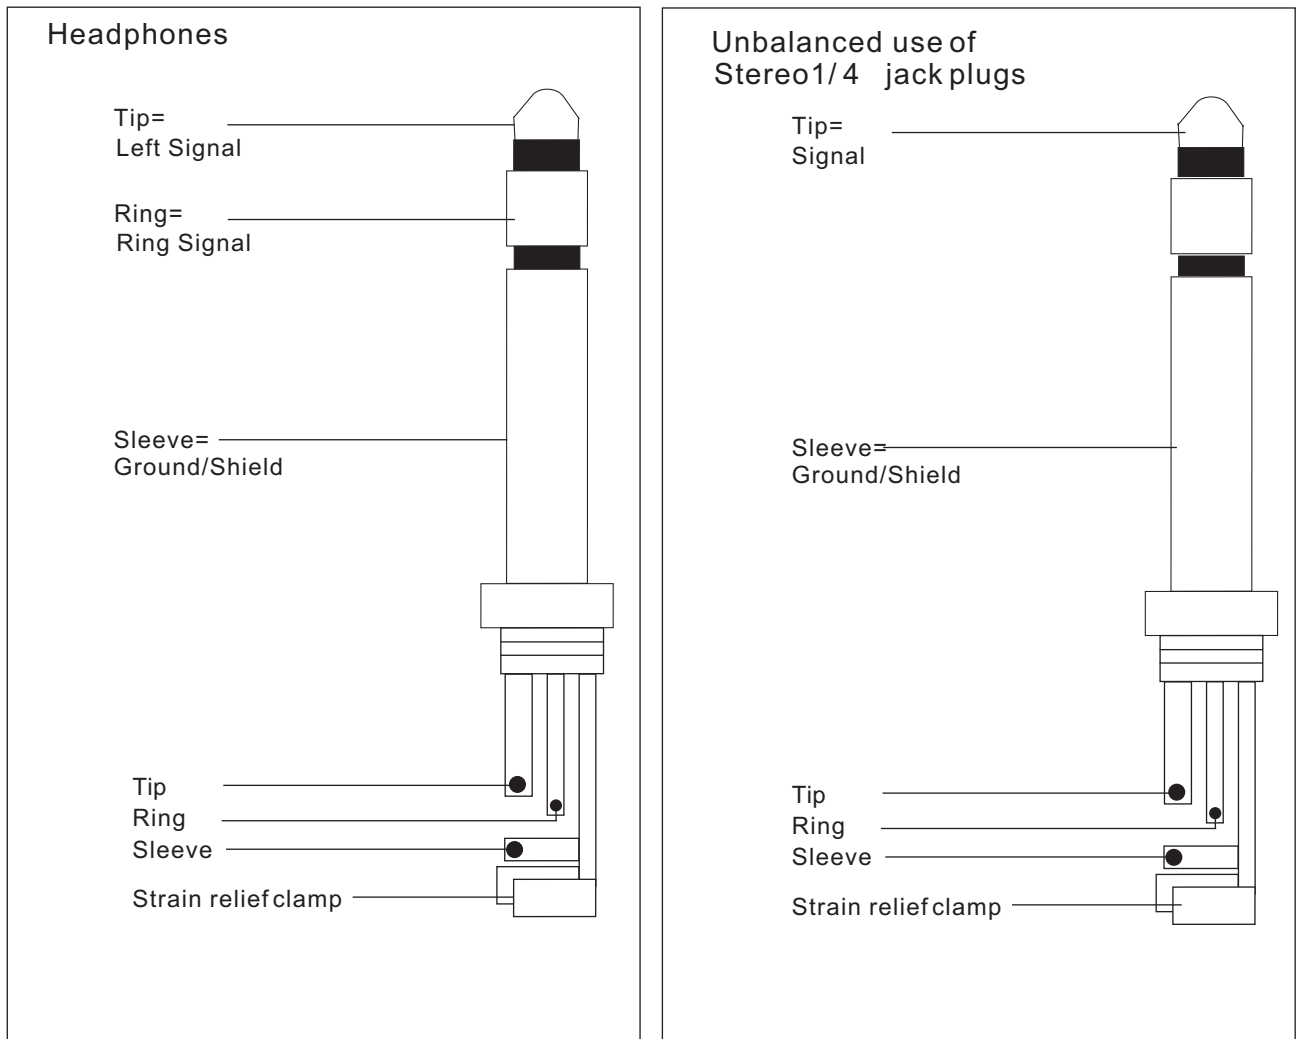 Headphones
Tip=
Left Signal
Ring=
Ring Signal
Sleeve=
Ground/Shield
Tip
Ring
Sleeve
Strain relief clamp
Unbalanced use of
Stereo1/4 jack plugs
Tip=
Signal
Sleeve=
Ground/Shield
Tip
Ring
Sleeve
Strain relief clamp